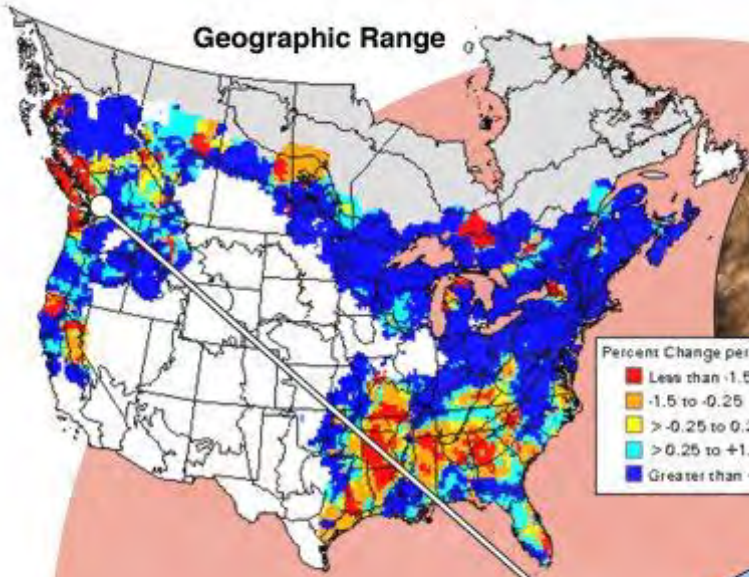 Geographic Range
Percent Change per
Less than -1.5
-1.5 to -0.25
> -0.25 to 0.2
> 0.25 to +1.
Greater than